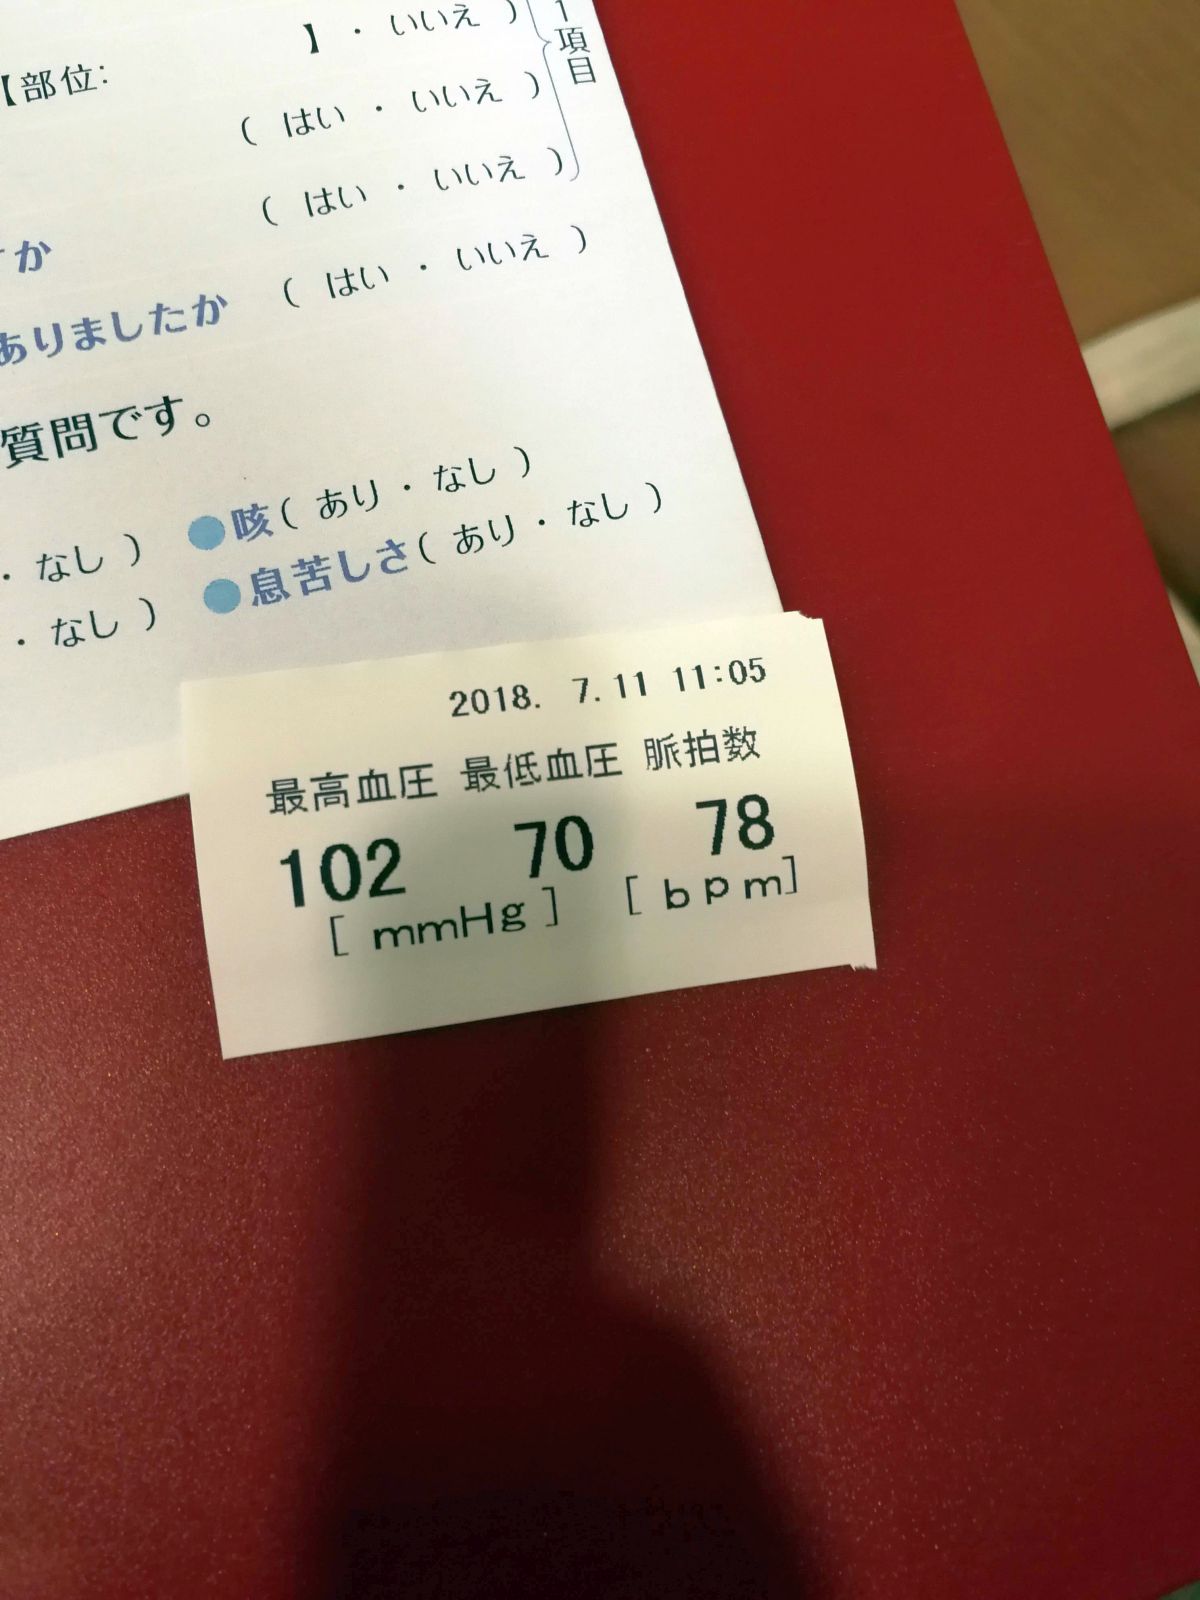 】・いいえ )
1項目
【部位:
( はい ・ いいえ )
( はい ・ いいえ )
か
( はい ・ いいえ )
ありましたか
質問です。
・なし )
●咳( あり ・ なし )
・なし )
●息苦しさ( あり ・ なし )
2018. 7.11 11:05
最高血圧 最低血圧 脈拍数
102 70 78
[ mmHg ] [ bpm]